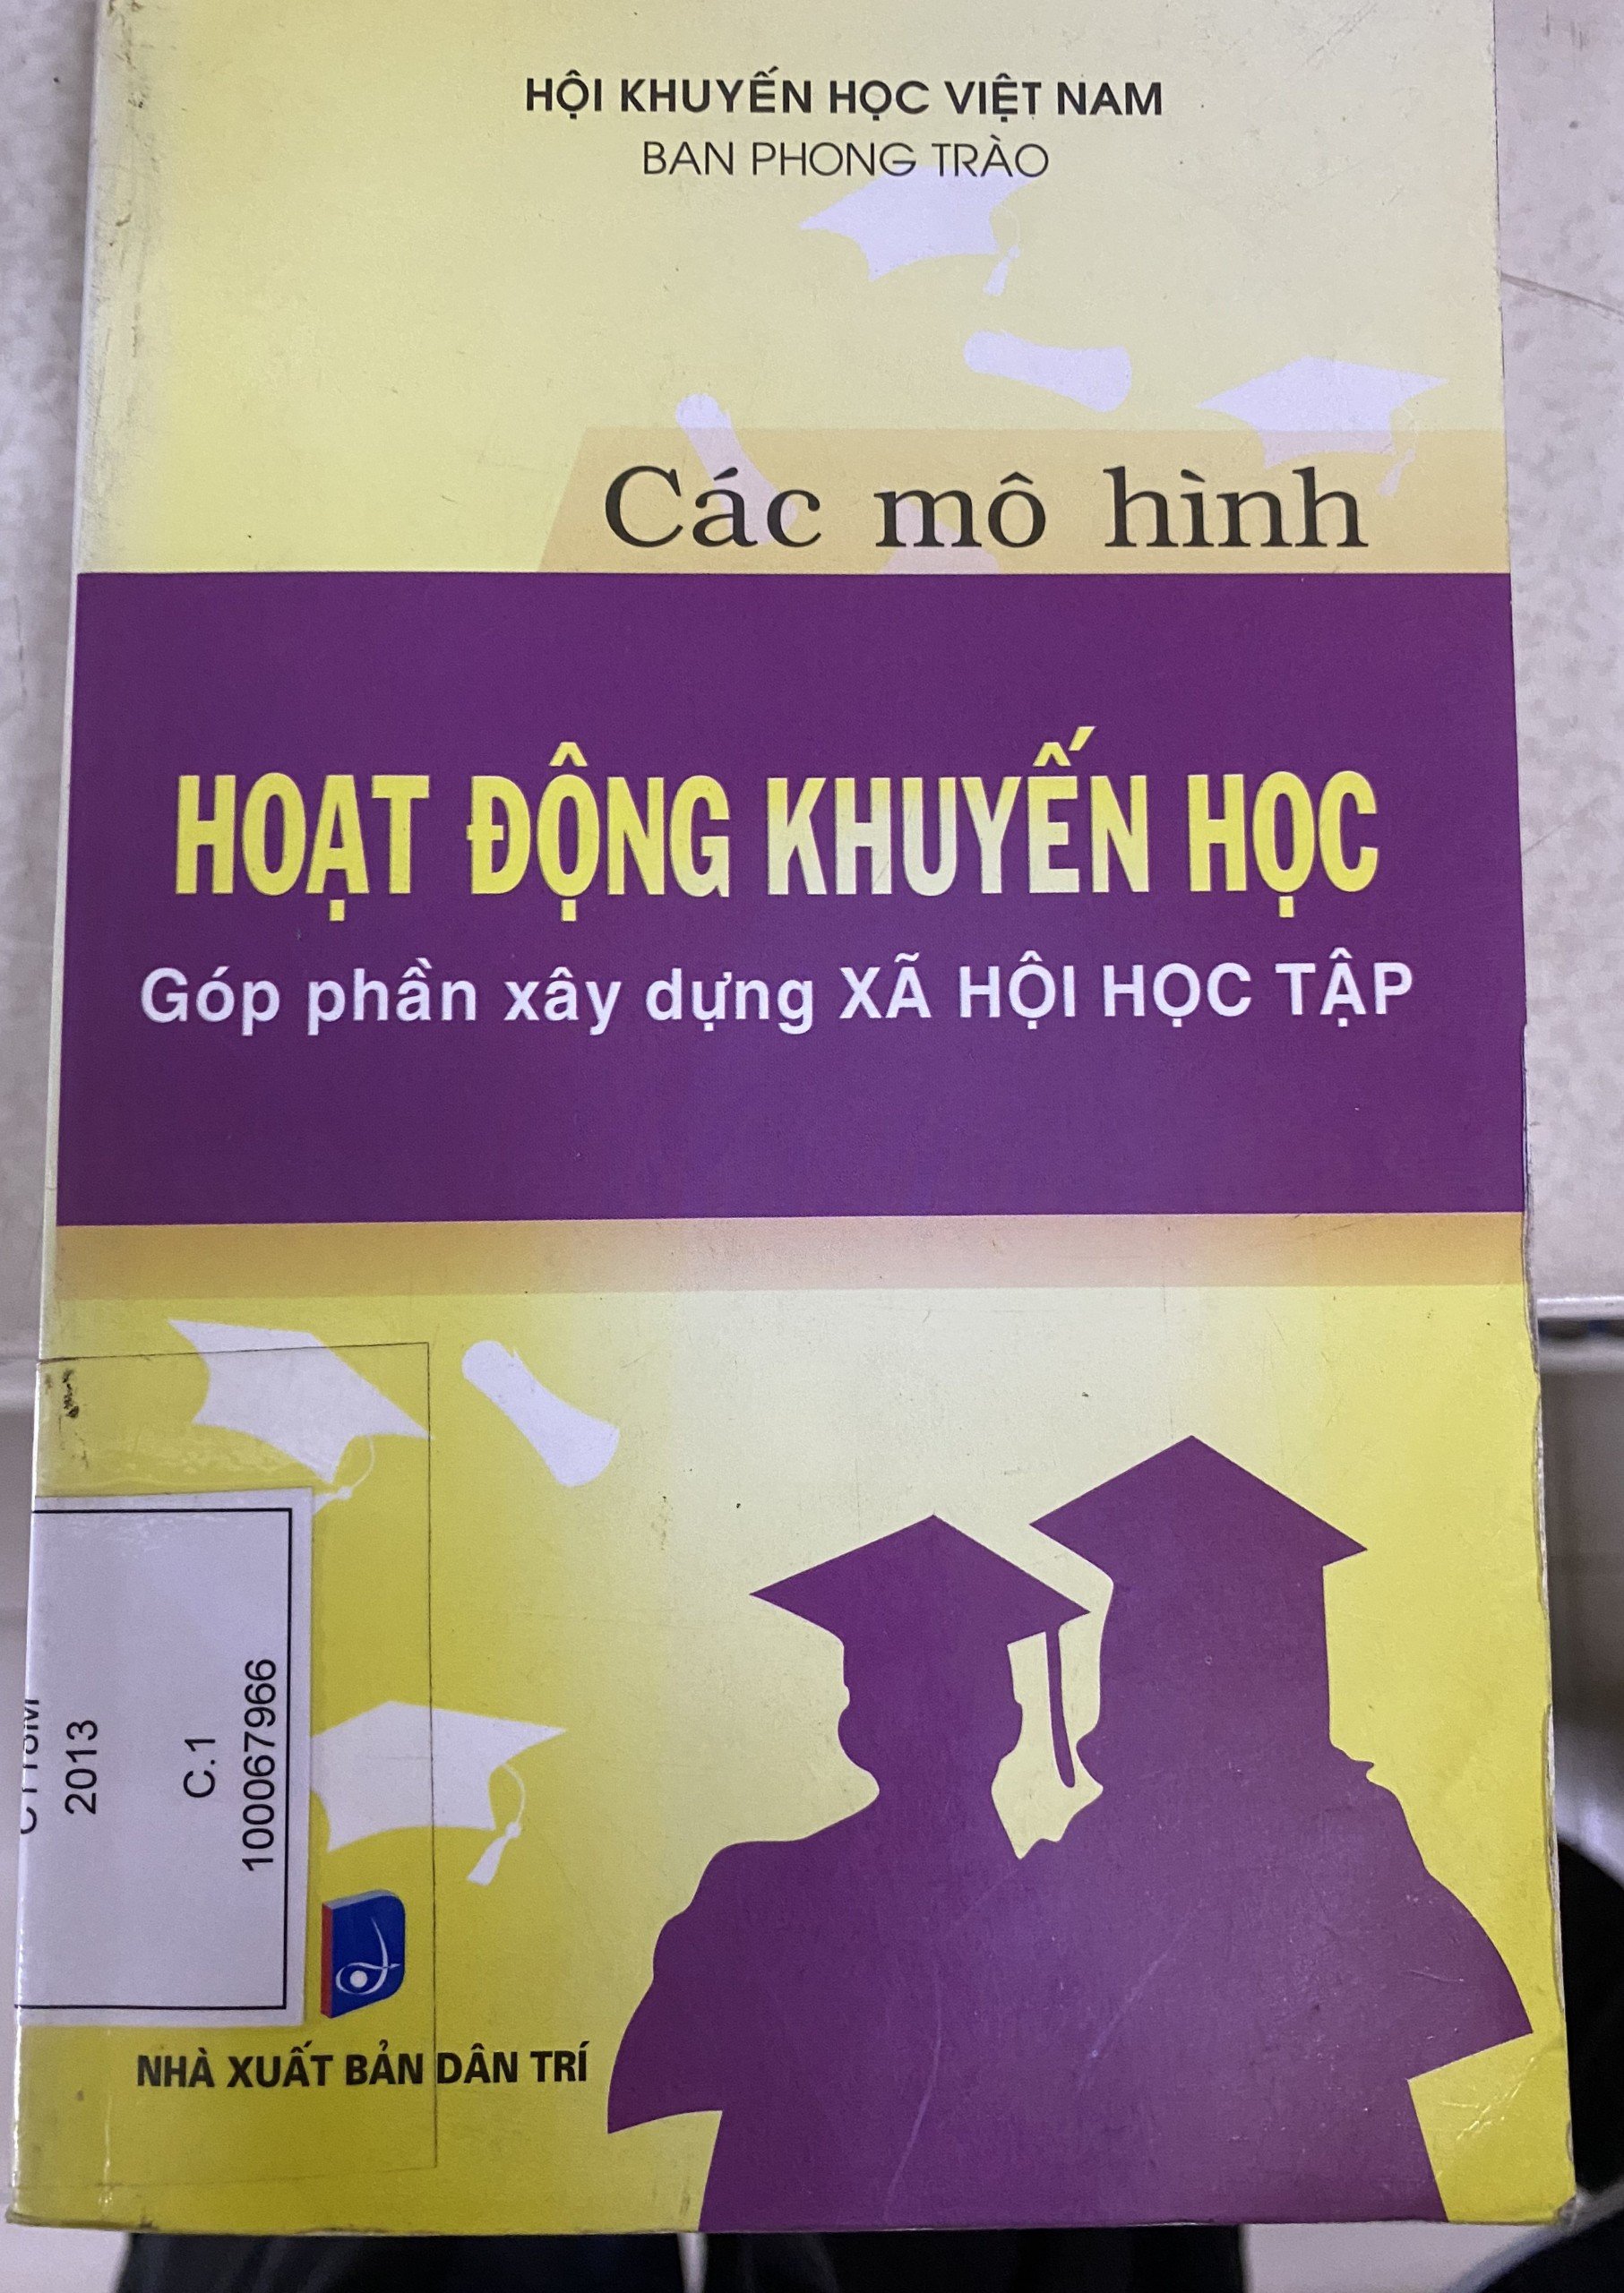 HỘI KHUYẾN HỌC VIỆT NAM
BAN PHONG TRÀO
Các mô hình
HOẠT ĐỘNG KHUYẾN HỌC
Góp phần xây dựng XÃ HỘI HỌC TẬP
2013
C.1
100067966
NHÀ XUẤT BẢN DÂN TRÍ